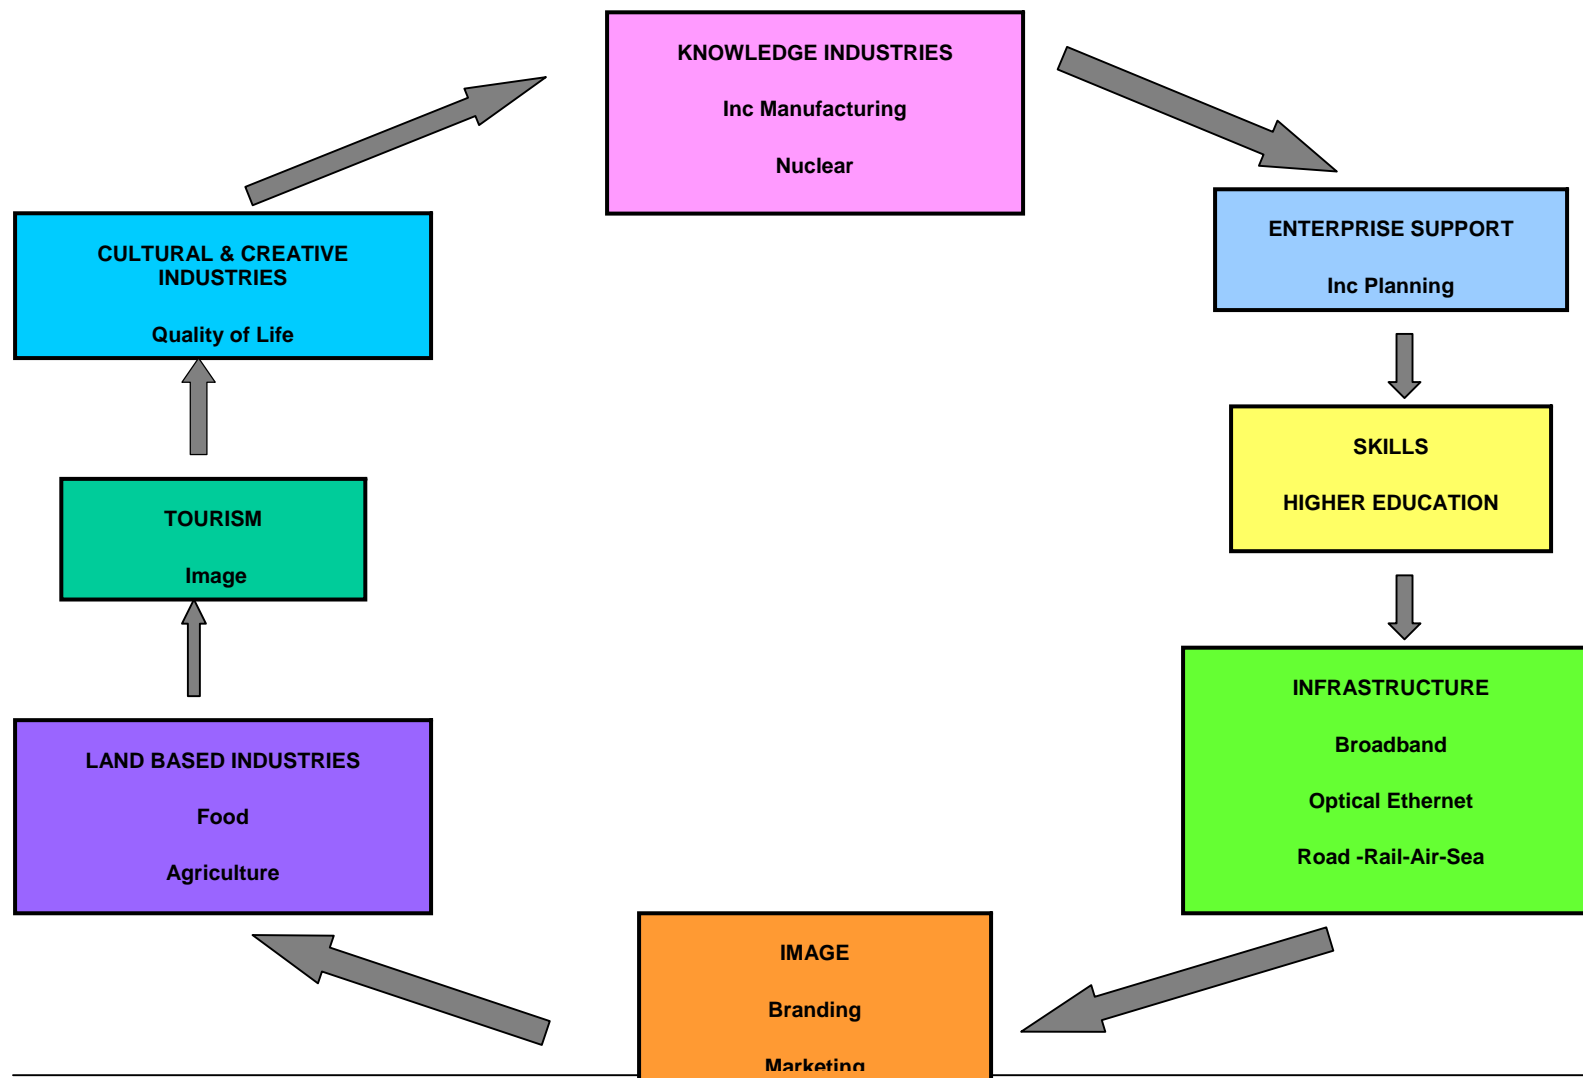 KNOWLEDGE INDUSTRIES
Inc Manufacturing
Nuclear
ENTERPRISE SUPPORT
Inc Planning
SKILLS
HIGHER EDUCATION
INFRASTRUCTURE
Broadband
Optical Ethernet
Road -Rail-Air-Sea
IMAGE
Branding
Marketing
LAND BASED INDUSTRIES
Food
Agriculture
TOURISM
Image
CULTURAL & CREATIVE
INDUSTRIES
Quality of Life